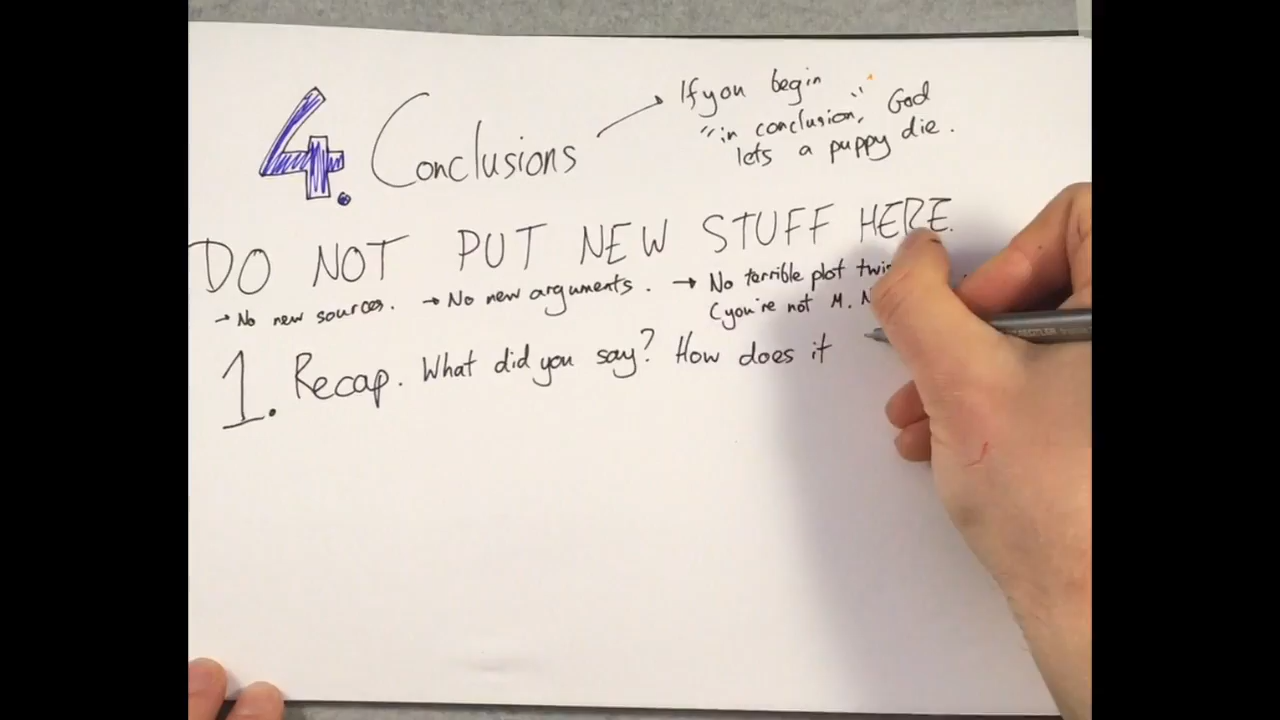 4. Conclusions
If you begin
"in conclusion," God
lets a puppy die.
DO NOT PUT NEW STUFF HERE.
→ No new sources. → No new arguments. → No terrible plot
(you're not M.
1. Recap. What did you say? How does it